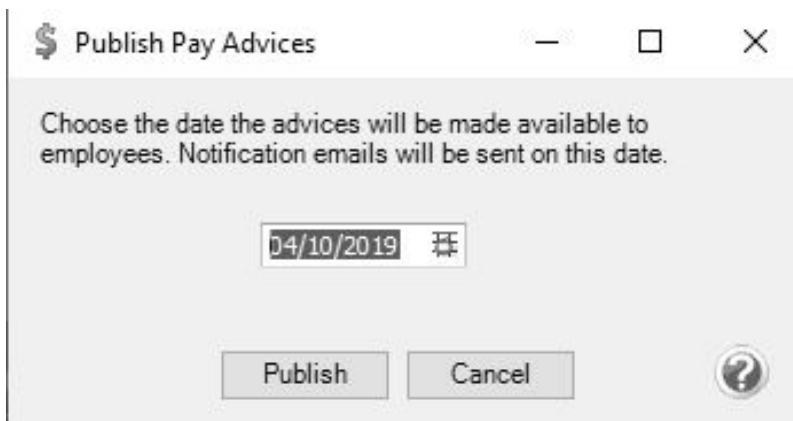 Publish Pay Advices
Choose the date the advices will be made available to
employees. Notification emails will be sent on this date.
04/10/2019
Publish Cancel